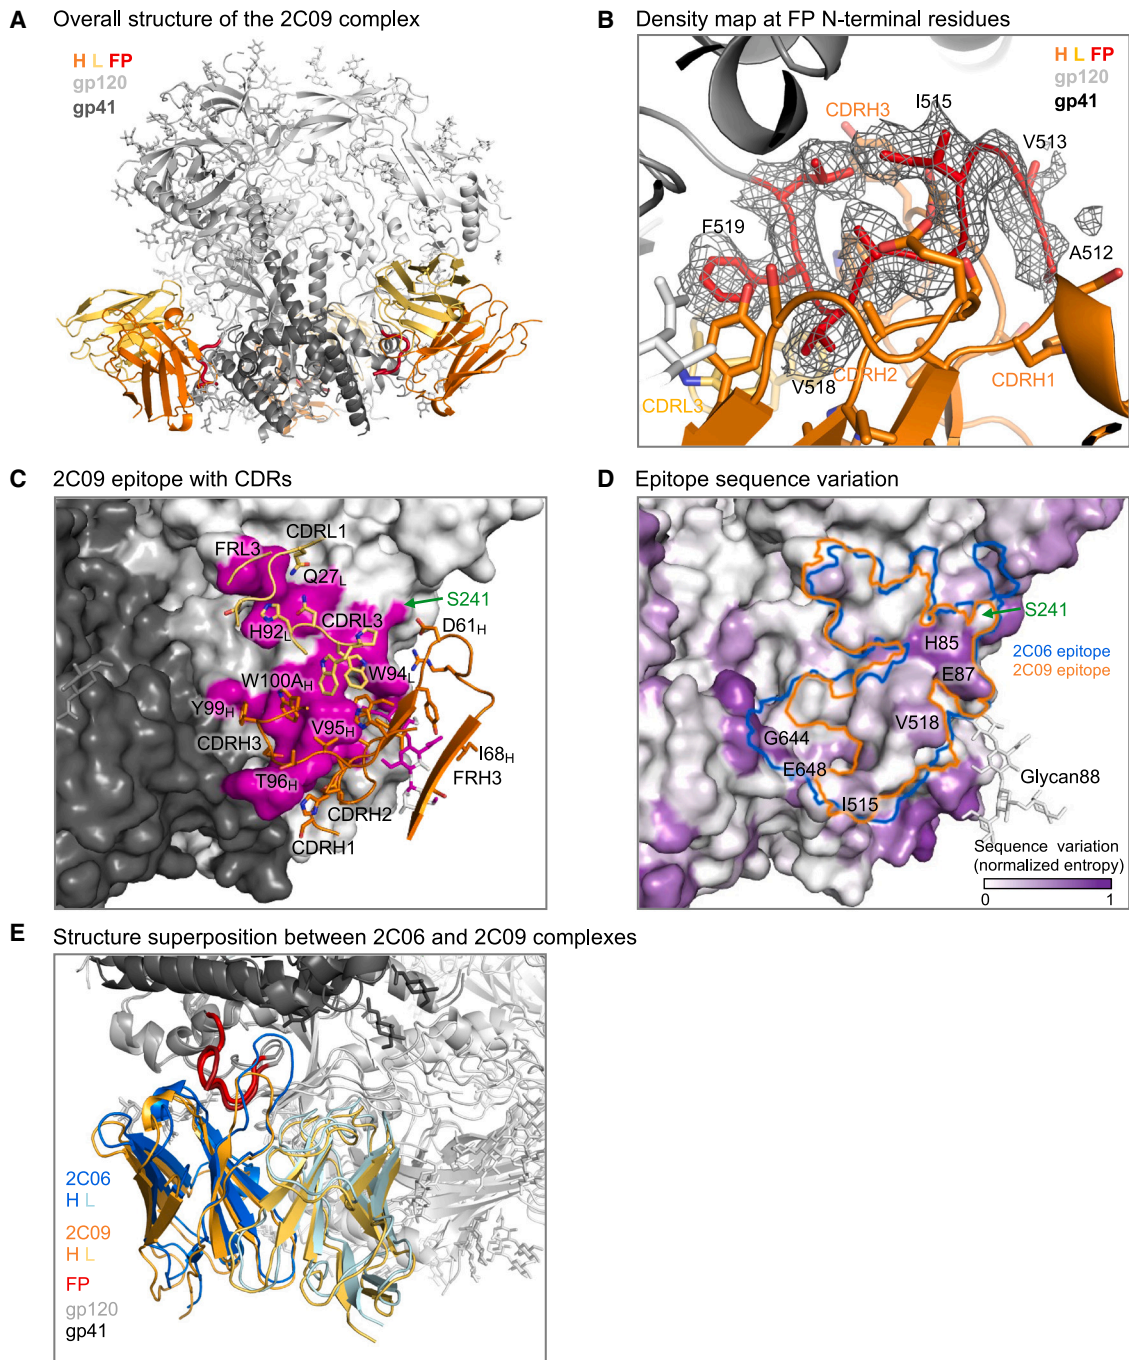 A Overall structure of the 2C09 complex
H L FP
gp120
gp41
B Density map at FP N-terminal residues
H L FP
gp120
gp41
I515
CDRH3
V513
F519
A512
V518
CDRH2
CDRH1
CDRL3
C 2C09 epitope with CDRs
CDRL1
FRL3
Q27L
S241
H92L
CDRL3
D61H
W100AH
W94L
Y99H
V95H
CDRH3
I68H
T96H
FRH3
CDRH2
CDRH1
D Epitope sequence variation
S241
H85
2C06 epitope
2C09 epitope
E87
V518
G644
E648
Glycan88
I515
Sequence variation
(normalized entropy)
0 1
E Structure superposition between 2C06 and 2C09 complexes
2C06
H L
2C09
H L
FP
gp120
gp41